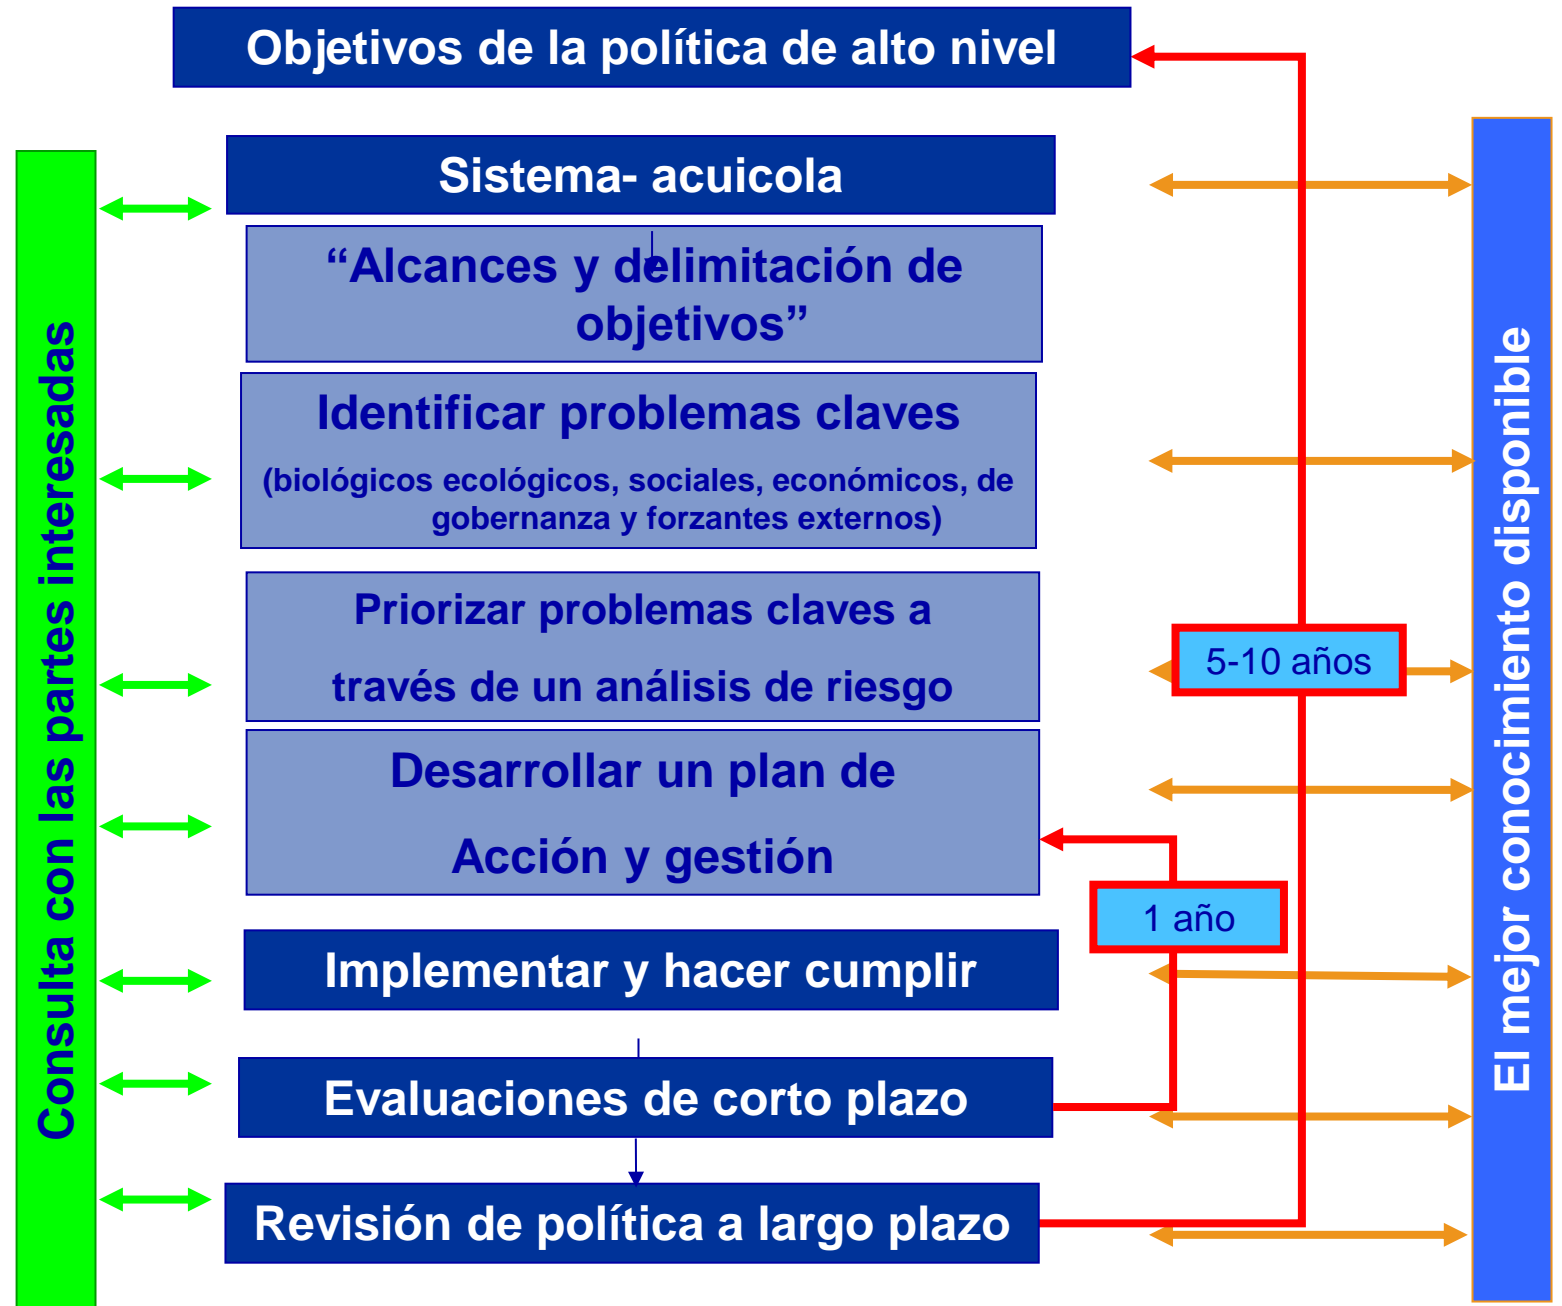 Objetivos de la política de alto nivel
Sistema- acuicola
“Alcances y delimitación de
objetivos”
Identificar problemas claves
(biológicos ecológicos, sociales, económicos, de
gobernanza y forzantes externos)
Priorizar problemas claves a
través de un análisis de riesgo
Desarrollar un plan de
Acción y gestión
Implementar y hacer cumplir
Evaluaciones de corto plazo
Revisión de política a largo plazo
Consulta con las partes interesadas
5-10 años
1 año
El mejor conocimiento disponible